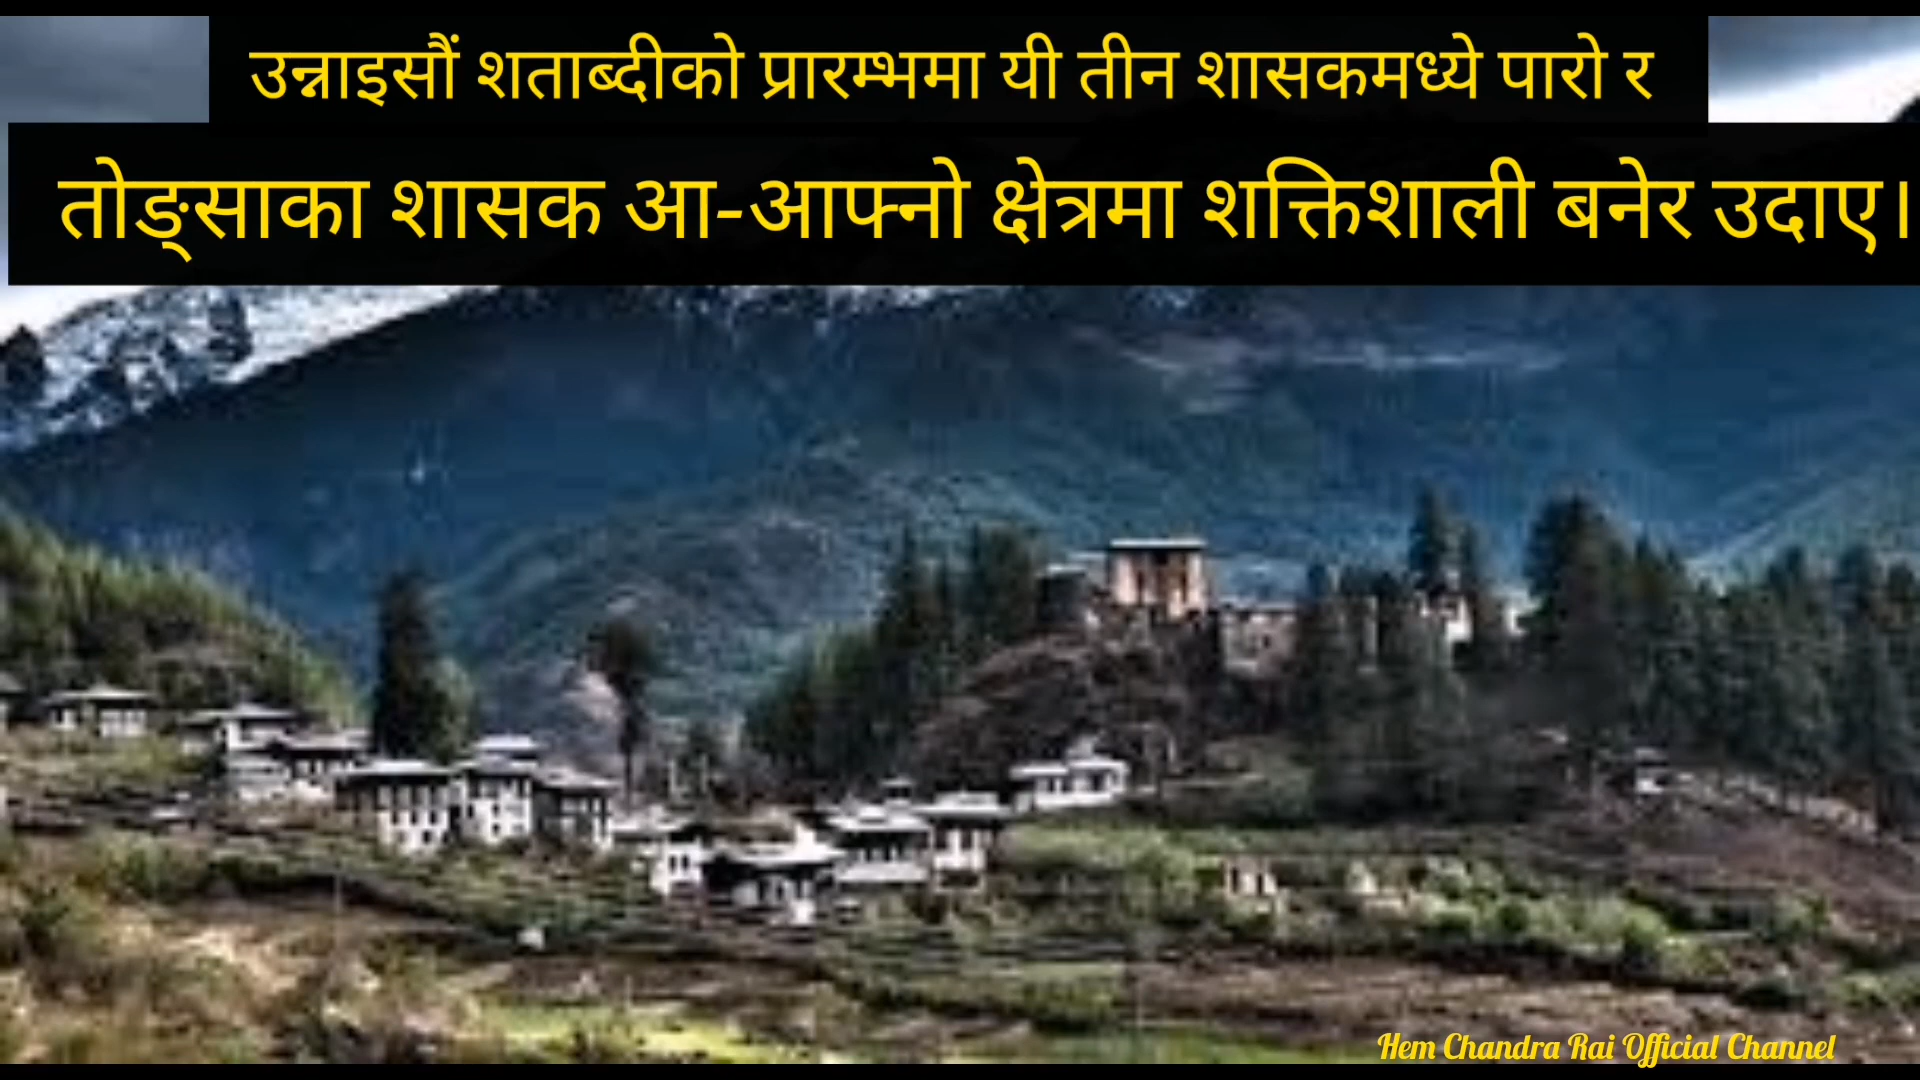 उन्नाइसौं शताब्दीको प्रारम्भमा यी तीन शासकमध्ये पारो र
तोङ्साका शासक आ-आफ्नो क्षेत्रमा शक्तिशाली बनेर उदाए।
Hem Chandra Rai Official Channel